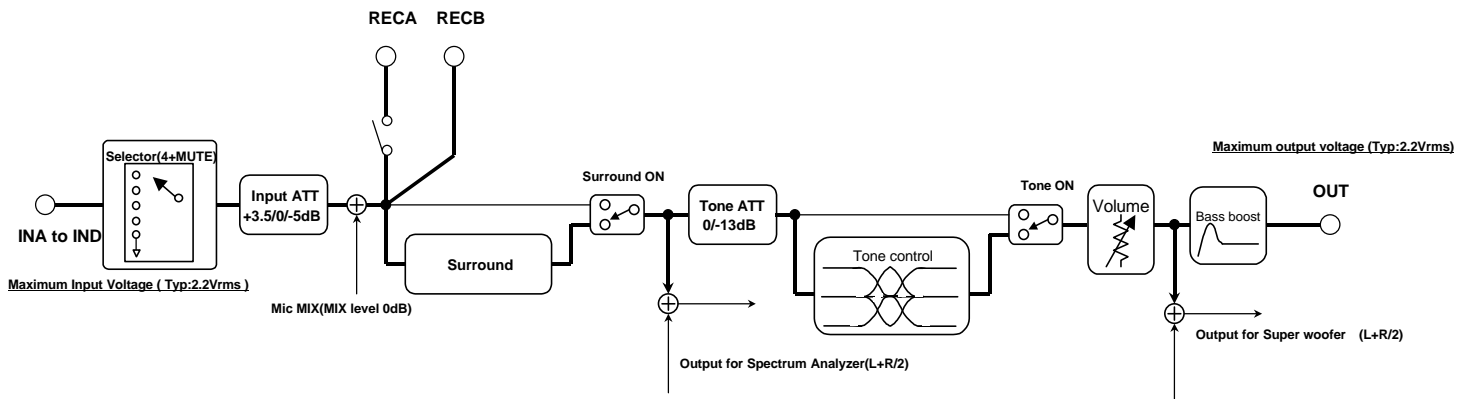 RECA
RECB
Selector(4+MUTE)
Input ATT
+3.5/0/-5dB
INA to IND
Maximum Input Voltage ( Typ:2.2Vrms )
Mic MIX(MIX level 0dB)
Surround
Surround ON
Tone ATT
0/-13dB
Output for Spectrum Analyzer(L+R/2)
Tone control
Tone ON
Volume
Bass boost
Maximum output voltage (Typ:2.2Vrms)
OUT
Output for Super woofer (L+R/2)